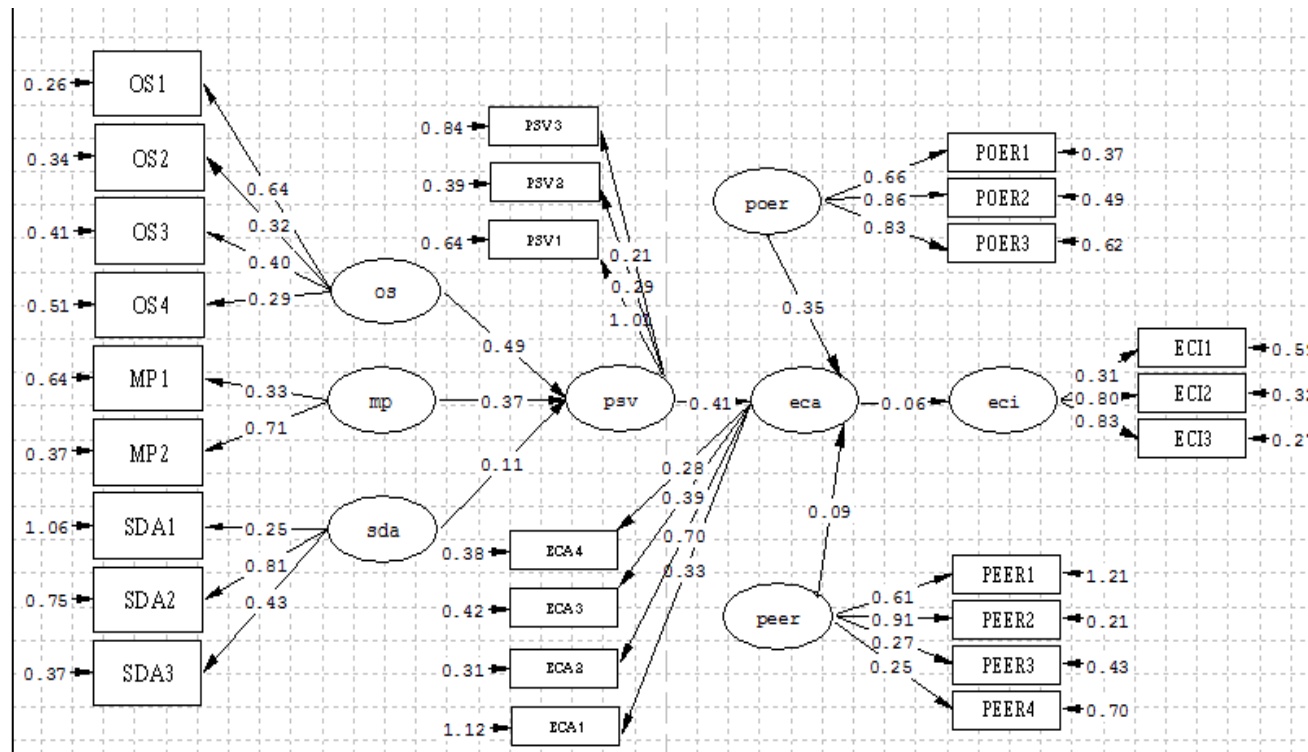 0.26 OS1
0.34 OS2
0.41 OS3
0.51 OS4
0.64 MP1
0.37 MP2
1.06 SDA1
0.75 SDA2
0.37 SDA3
0.64
0.32
0.40
0.29
0.33
0.71
0.25
0.81
0.43
os
mp
sda
0.49
0.37
0.11
0.84 PSV3
0.39 PSV2
0.64 PSV1
0.21
0.29
psv
0.41
0.28
0.39
0.70
0.33
0.38 ECA4
0.42 ECA3
0.31 ECA2
1.12 ECA1
poer
0.35
eca
0.09
peer
0.66 POER1 0.37
0.86 POER2 0.49
0.83 POER3 0.62
0.06
eci
0.31 ECI1
0.80 ECI2 0.32
0.83 ECI3
0.61 PEER1 1.21
0.91 PEER2 0.21
0.27 PEER3 0.43
0.25 PEER4 0.70